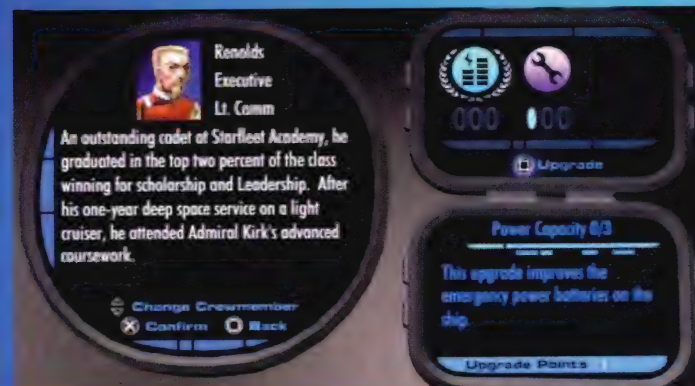 Renolds
Executive
Lt. Comm
An outstanding cadet at Starfleet Academy, he
graduated in the top two percent of the class
winning for scholarship and Leadership. After
his one-year deep space service on a light
cruiser, he attended Admiral Kirk's advanced
coursework.
Change Crewmember
Confirm Back
Upgrade
Power Capacity 0/3
This upgrade improves the
emergency power batteries on the
ship.
Upgrade Points